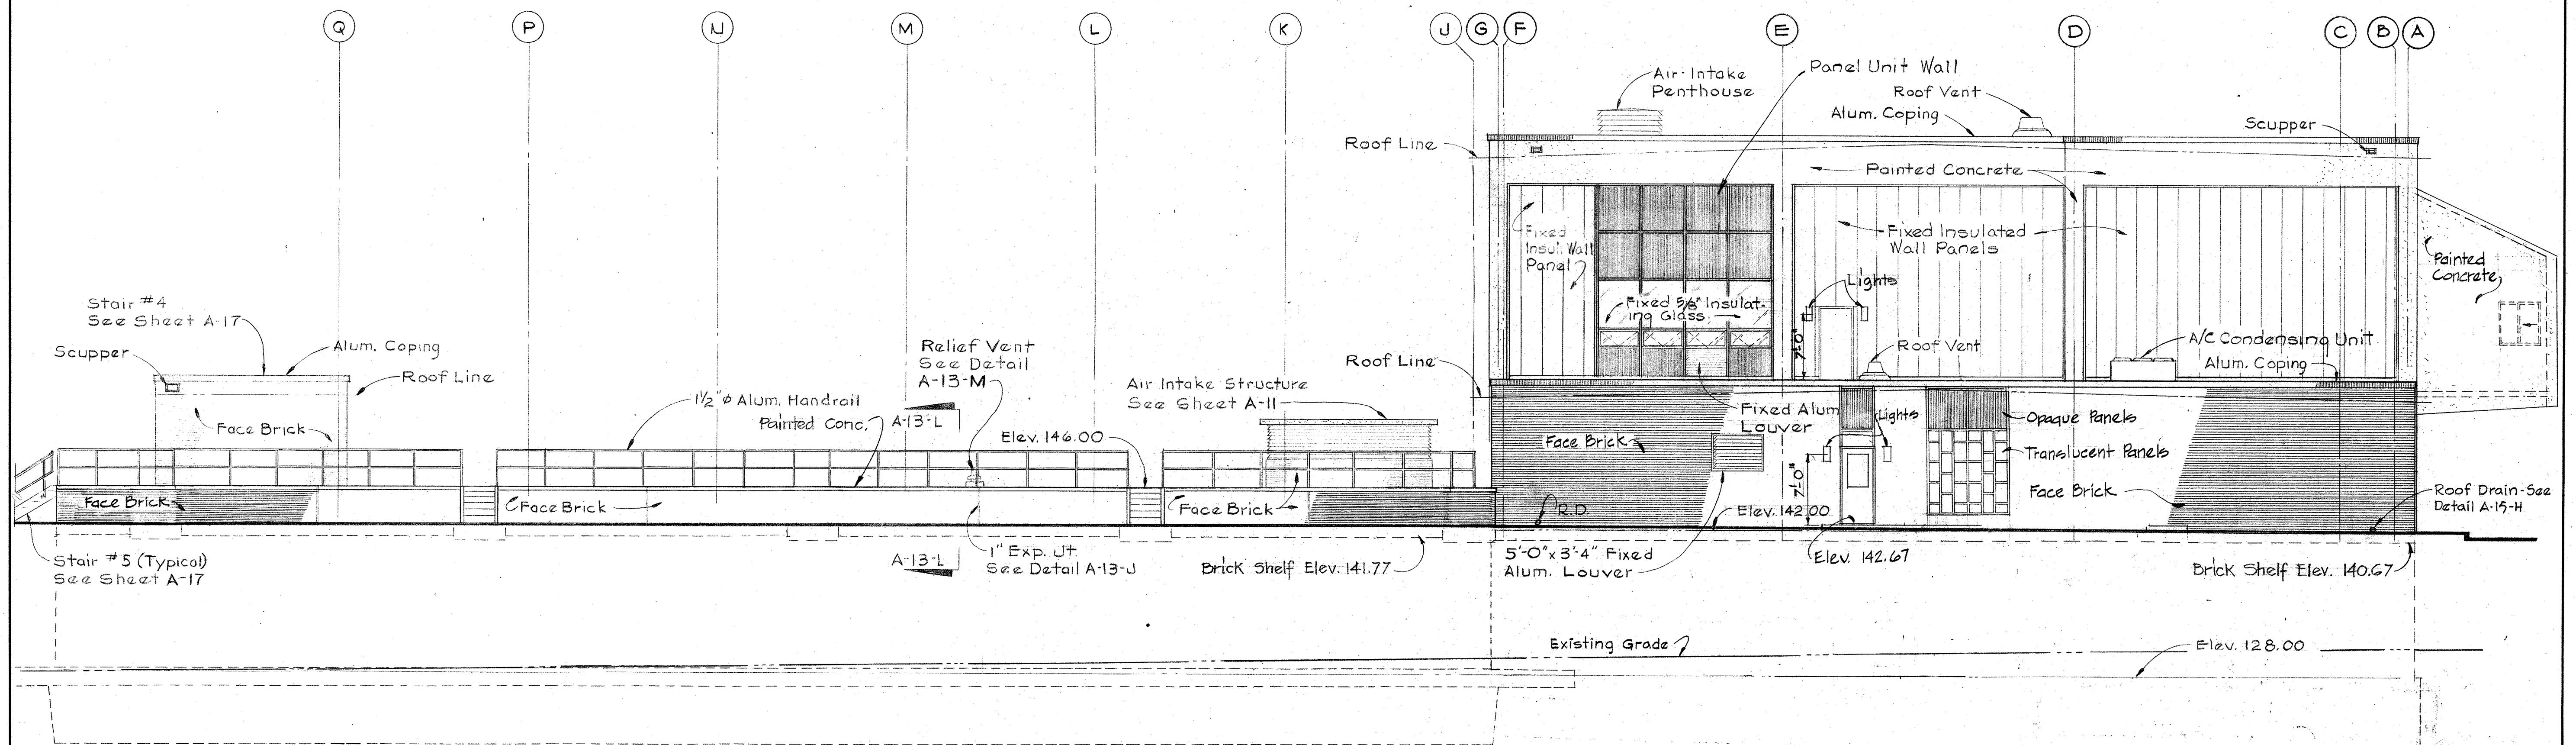 Q
P
N
M
L
K
J
G
F
E
D
C
B
A
Air-Intake
Penthouse
Panel Unit Wall
Roof Vent
Alum. Coping
Scupper
Roof Line
Painted Concrete
Fixed
Insul. Wall
Panel
Fixed Insulated
Wall Panels
Painted
Concrete
Lights
Fixed 5/8" Insulat-
ing Glass
7'-0"
Roof Vent
A/C Condensing Unit
Alum. Coping
Stair #4
See Sheet A-17
Scupper
Alum. Coping
Roof Line
Face Brick
Relief Vent
See Detail
A-13-M
1½" ø Alum. Handrail
Painted Conc.
A-13-L
Air Intake Structure
See Sheet A-11
Elev. 146.00
Roof Line
Fixed Alum
Louver
Face Brick
Lights
Opaque Panels
Translucent Panels
7'-0"
Face Brick
Roof Drain-See
Detail A-15-H
Face Brick
Face Brick
Face Brick
R.D.
Elev. 142.00
Stair #5 (Typical)
See Sheet A-17
A-13-L
1" Exp. Jt.
See Detail A-13-J
Brick Shelf Elev. 141.77
5'-0" x 3'-4" Fixed
Alum. Louver
Elev. 142.67
Brick Shelf Elev. 140.67
Existing Grade
Elev. 128.00